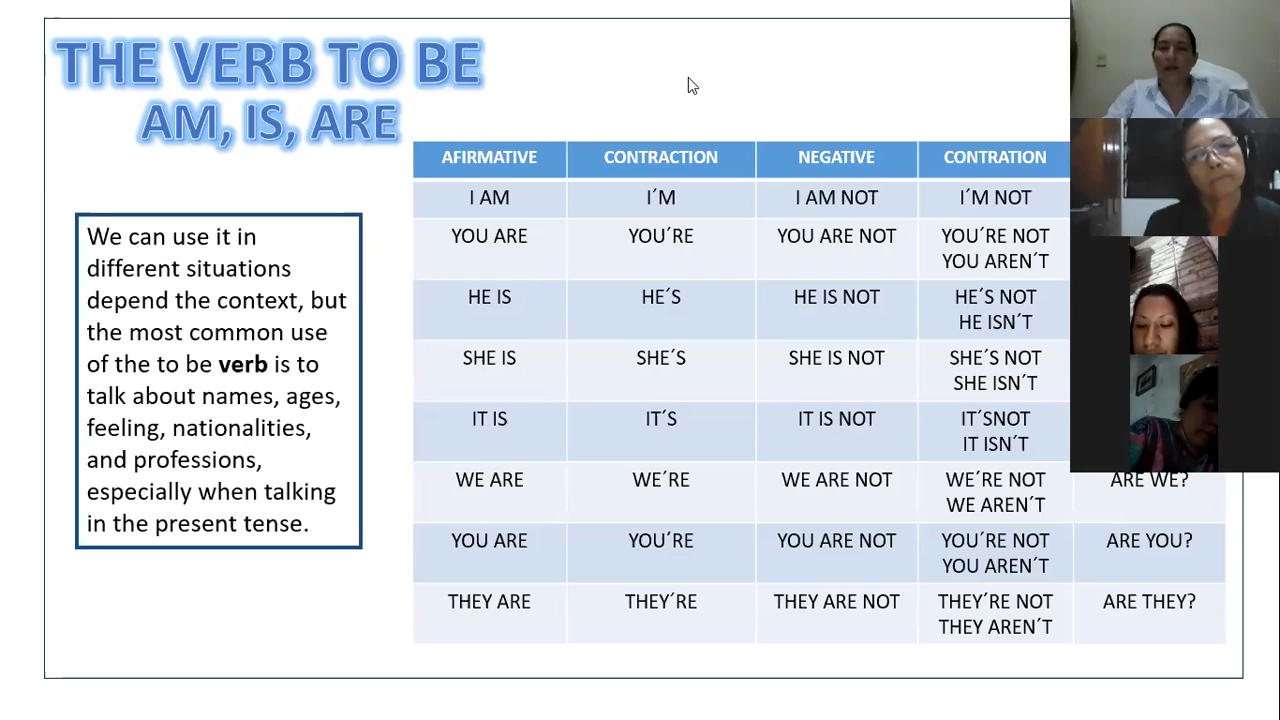 THE VERB TO BE
AM, IS, ARE
We can use it in
different situations
depend the context, but
the most common use
of the to be verb is to
talk about names, ages,
feeling, nationalities,
and professions,
especially when talking
in the present tense.
AFIRMATIVE CONTRACTION NEGATIVE CONTRATION
I AM I´M I AM NOT I´M NOT
YOU ARE YOU´RE YOU ARE NOT YOU´RE NOT
YOU AREN´T
HE IS HE´S HE IS NOT HE´S NOT
HE ISN´T
SHE IS SHE´S SHE IS NOT SHE´S NOT
SHE ISN´T
IT IS IT´S IT IS NOT IT´SNOT
IT ISN´T
WE ARE WE´RE WE ARE NOT WE´RE NOT ARE WE?
WE AREN´T
YOU ARE YOU´RE YOU ARE NOT YOU´RE NOT ARE YOU?
YOU AREN´T
THEY ARE THEY´RE THEY ARE NOT THEY´RE NOT ARE THEY?
THEY AREN´T